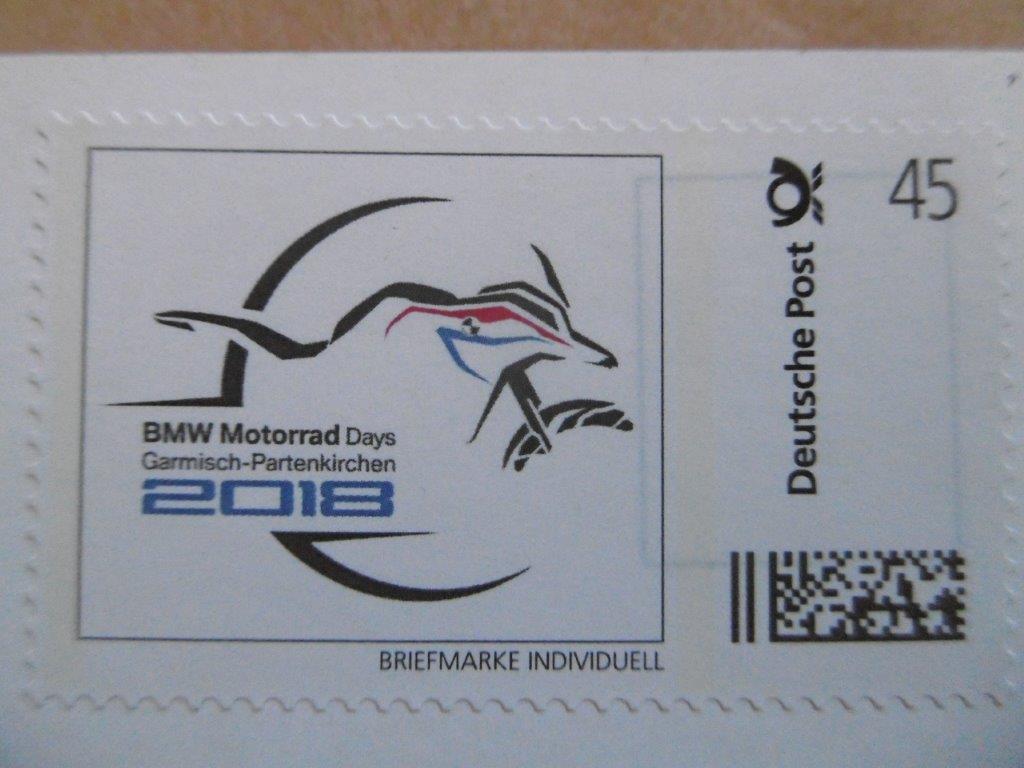 BMW Motorrad Days
Garmisch-Partenkirchen
2018
BRIEFMARKE INDIVIDUELL
Deutsche Post
45